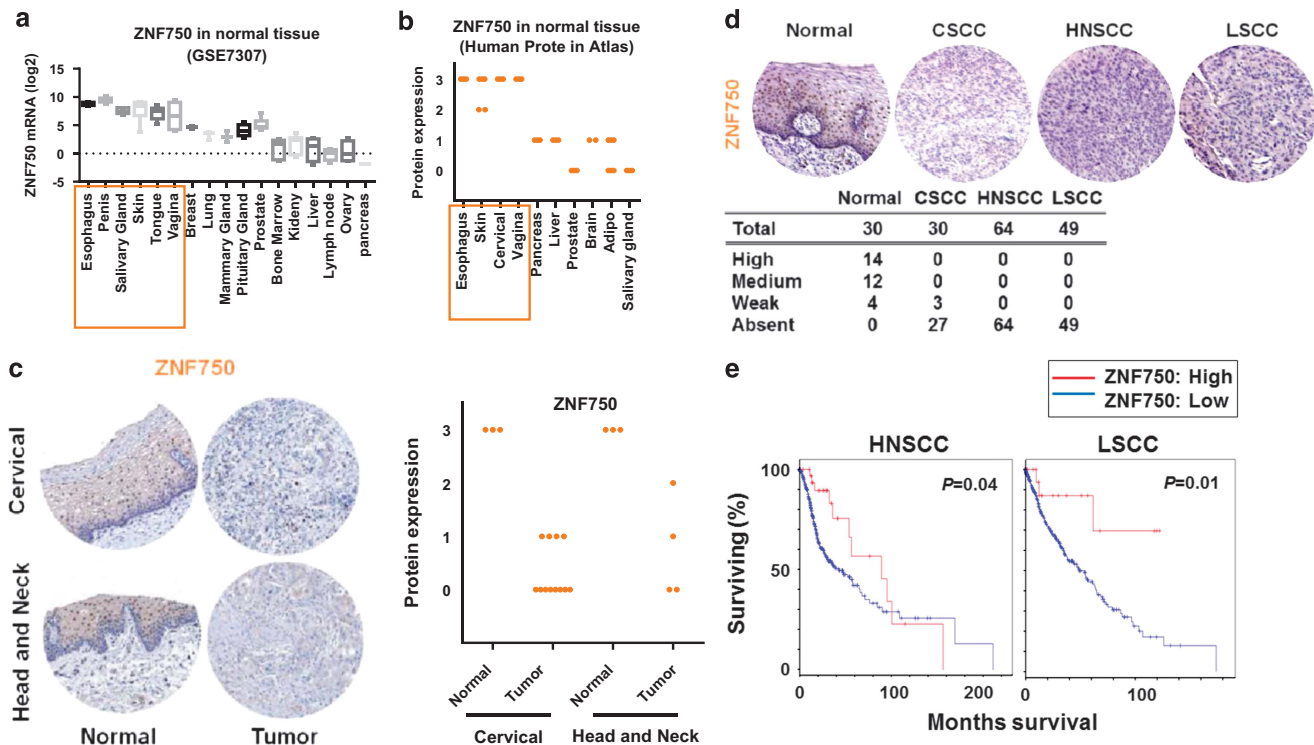 a
ZNF750 in normal tissue
(GSE7307)
ZNF750 mRNA (log2)
15
10
5
0
-5
Esophagus
Penis
Salivary Gland
Skin
Tongue
Vagina
Breast
Lung
Mammary Gland
Pituitary Gland
Prostate
Bone Marrow
Kideny
Liver
Lymph node
Ovary
pancreas
b
ZNF750 in normal tissue
(Human Prote in Atlas)
Protein expression
3
2
1
0
Esophagus
Skin
Cervical
Vagina
Pancreas
Liver
Prostate
Brain
Adipo
Salivary gland
c
ZNF750
Cervical
Head and Neck
Normal
Tumor
ZNF750
Protein expression
3
2
1
0
Normal
Tumor
Normal
Tumor
Cervical
Head and Neck
d
Normal CSCC HNSCC LSCC
ZNF750
Normal CSCC HNSCC LSCC
Total 30 30 64 49
High 14 0 0 0
Medium 12 0 0 0
Weak 4 3 0 0
Absent 0 27 64 49
e
ZNF750: High
ZNF750: Low
HNSCC
LSCC
P=0.04
P=0.01
Surviving (%)
100
50
0
0 100 200
0 100
Months survival